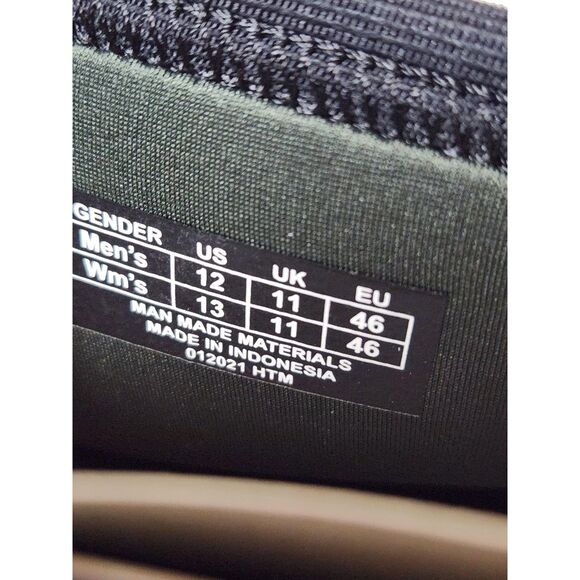 GENDER US UK EU
Men's 12 11 46
Wm's 13 11 46
MAN MADE MATERIALS
MADE IN INDONESIA
012021 HTM